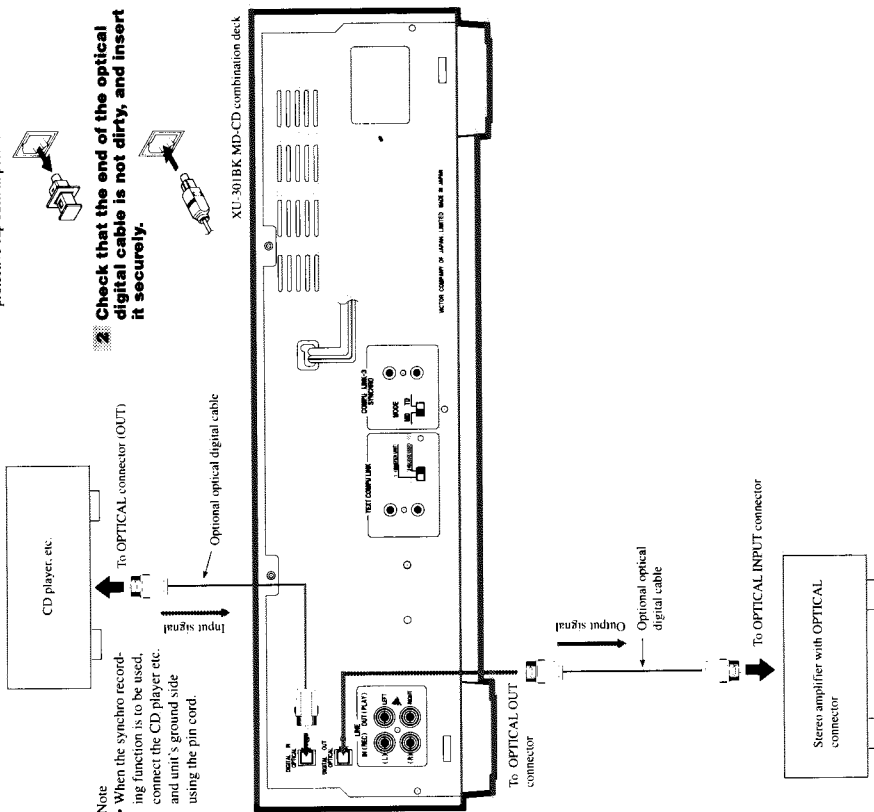 2 Check that the end of the optical
digital cable is not dirty, and insert
it securely.
CD player, etc.
To OPTICAL connector (OUT)
Optional optical digital cable
Input signal
Note
• When the synchro record-
ing function is to be used,
connect the CD player etc.
and unit's ground side
using the pin cord.
XU-301BK MD-CD combination deck
DIGITAL IN
OPTICAL
DIGITAL OUT
OPTICAL
LINE
IN (REC) OUT (PLAY)
(L) LEFT
(R) RIGHT
TEXT COMPU LINK
COMPU LINK-3
SYNCHRO
MODE
MD TD
VICTOR COMPANY OF JAPAN, LIMITED MADE IN JAPAN
To OPTICAL OUT
connector
Output signal
Optional optical
digital cable
To OPTICAL INPUT connector
Stereo amplifier with OPTICAL
connector